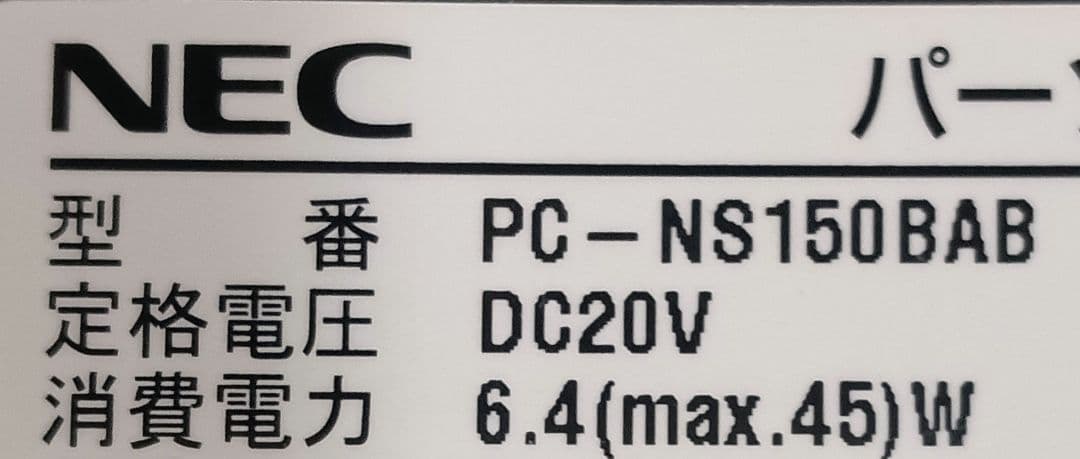 NEC パー
型番 PC-NS150BAB
定格電圧 DC20V
消費電力 6.4(max.45)W